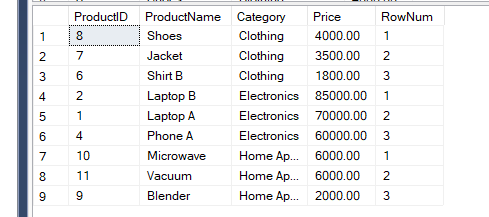 ProductID ProductName Category Price RowNum
1 8 Shoes Clothing 4000.00 1
2 7 Jacket Clothing 3500.00 2
3 6 Shirt B Clothing 1800.00 3
4 2 Laptop B Electronics 85000.00 1
5 1 Laptop A Electronics 70000.00 2
6 4 Phone A Electronics 60000.00 3
7 10 Microwave Home Ap... 6000.00 1
8 11 Vacuum Home Ap... 6000.00 2
9 9 Blender Home Ap... 2000.00 3